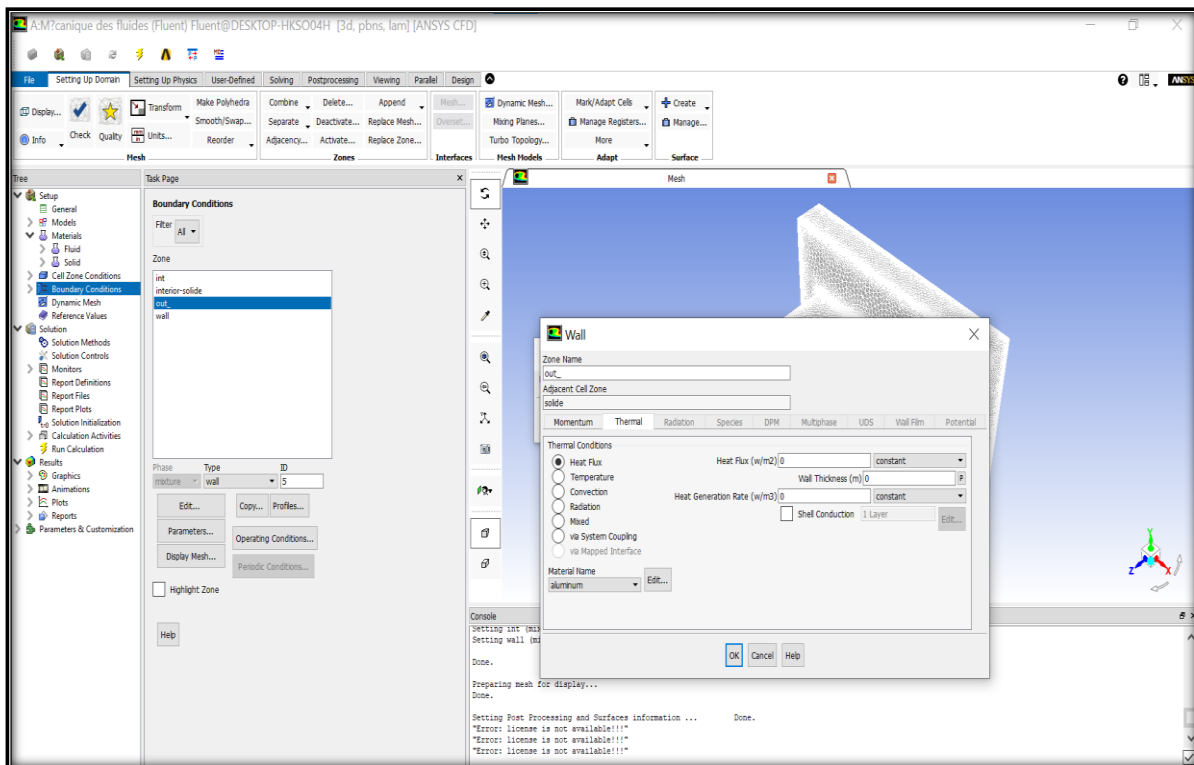 A:M?canique des fluides (Fluent) Fluent@DESKTOP-HKSO04H [3d, pbns, lam] [ANSYS CFD]
File Setting Up Domain Setting Up Physics User-Defined Solving Postprocessing Viewing Parallel Design ANSYS
Display... Transform Make Polyhedra Combine Delete... Append Mesh... Dynamic Mesh... Mark/Adapt Cells Create
Smooth/Swap... Separate Deactivate... Replace Mesh... Overset... Mixing Planes... Manage Registers... Manage...
Info Check Quality Units... Reorder Adjacency... Activate... Replace Zone... Turbo Topology... More
Mesh Zones Interfaces Mesh Models Adapt Surface
Tree
Setup
General
Models
Materials
Fluid
Solid
Cell Zone Conditions
Boundary Conditions
Dynamic Mesh
Reference Values
Solution
Solution Methods
Solution Controls
Monitors
Report Definitions
Report Files
Report Plots
Solution Initialization
Calculation Activities
Run Calculation
Results
Graphics
Animations
Plots
Reports
Parameters & Customization
Task Page x
Boundary Conditions
Filter
All
Zone
int
interior-solide
out_
wall
Phase Type ID
mixture wall 5
Edit... Copy... Profiles...
Parameters... Operating Conditions...
Display Mesh... Periodic Conditions...
Highlight Zone
Help
Mesh
Wall
Zone Name
out_
Adjacent Cell Zone
solide
Momentum Thermal Radiation Species DPM Multiphase UDS Wall Film Potential
Thermal Conditions
Heat Flux
Temperature
Convection
Radiation
Mixed
via System Coupling
via Mapped Interface
Heat Flux (w/m2) 0 constant
Wall Thickness (m) 0 P
Heat Generation Rate (w/m3) 0 constant
Shell Conduction 1 Layer Edit...
Material Name
aluminum Edit...
OK Cancel Help
Y
Z X
Console
Setting int (mix
Setting wall (mi
Done.
Preparing mesh for display...
Done.
Setting Post Processing and Surfaces information ... Done.
"Error: license is not available!!!"
"Error: license is not available!!!"
"Error: license is not available!!!"